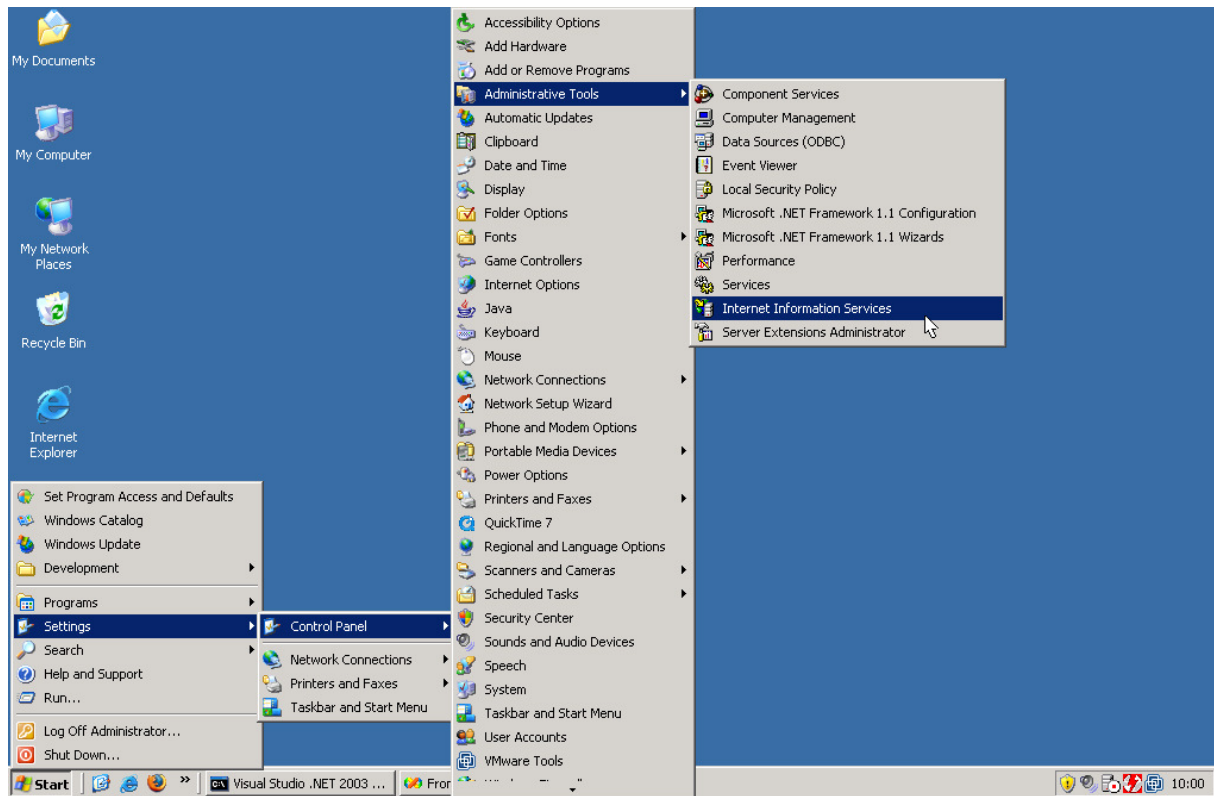 My Documents
My Computer
My Network
Places
Recycle Bin
Internet
Explorer
Set Program Access and Defaults
Windows Catalog
Windows Update
Development
Programs
Settings
Search
Help and Support
Run...
Log Off Administrator...
Shut Down...
Control Panel
Network Connections
Printers and Faxes
Taskbar and Start Menu
Accessibility Options
Add Hardware
Add or Remove Programs
Administrative Tools
Automatic Updates
Clipboard
Date and Time
Display
Folder Options
Fonts
Game Controllers
Internet Options
Java
Keyboard
Mouse
Network Connections
Network Setup Wizard
Phone and Modem Options
Portable Media Devices
Power Options
Printers and Faxes
QuickTime 7
Regional and Language Options
Scanners and Cameras
Scheduled Tasks
Security Center
Sounds and Audio Devices
Speech
System
Taskbar and Start Menu
User Accounts
VMware Tools
Component Services
Computer Management
Data Sources (ODBC)
Event Viewer
Local Security Policy
Microsoft .NET Framework 1.1 Configuration
Microsoft .NET Framework 1.1 Wizards
Performance
Services
Internet Information Services
Server Extensions Administrator
Start
Visual Studio .NET 2003 ...
Fror
10:00